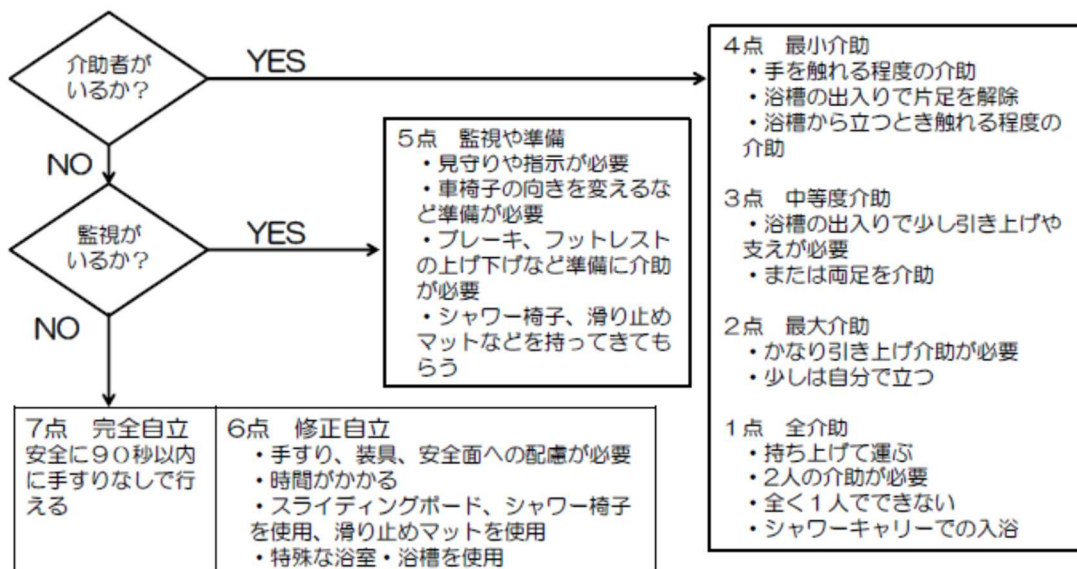 介助者が
いるか？
YES
NO
監視が
いるか？
YES
NO
5点　監視や準備
・見守りや指示が必要
・車椅子の向きを変えるな
ど準備が必要
・ブレーキ、フットレスト
の上げ下げなど準備に介助
が必要
・シャワー椅子、滑り止め
マットなどを持ってきても
らう
4点　最小介助
・手を触れる程度の介助
・浴槽の出入りで片足を解除
・浴槽から立つとき触れる程度の
介助
3点　中等度介助
・浴槽の出入りで少し引き上げや
支えが必要
・または両足を介助
2点　最大介助
・かなり引き上げ介助が必要
・少しは自分で立つ
1点　全介助
・持ち上げて運ぶ
・2人の介助が必要
・全く1人でできない
・シャワーキャリーでの入浴
7点　完全自立
安全に90秒以内
に手すりなしで行
える
6点　修正自立
・手すり、装具、安全面への配慮が必要
・時間がかかる
・スライディングボード、シャワー椅子
を使用、滑り止めマットを使用
・特殊な浴室・浴槽を使用